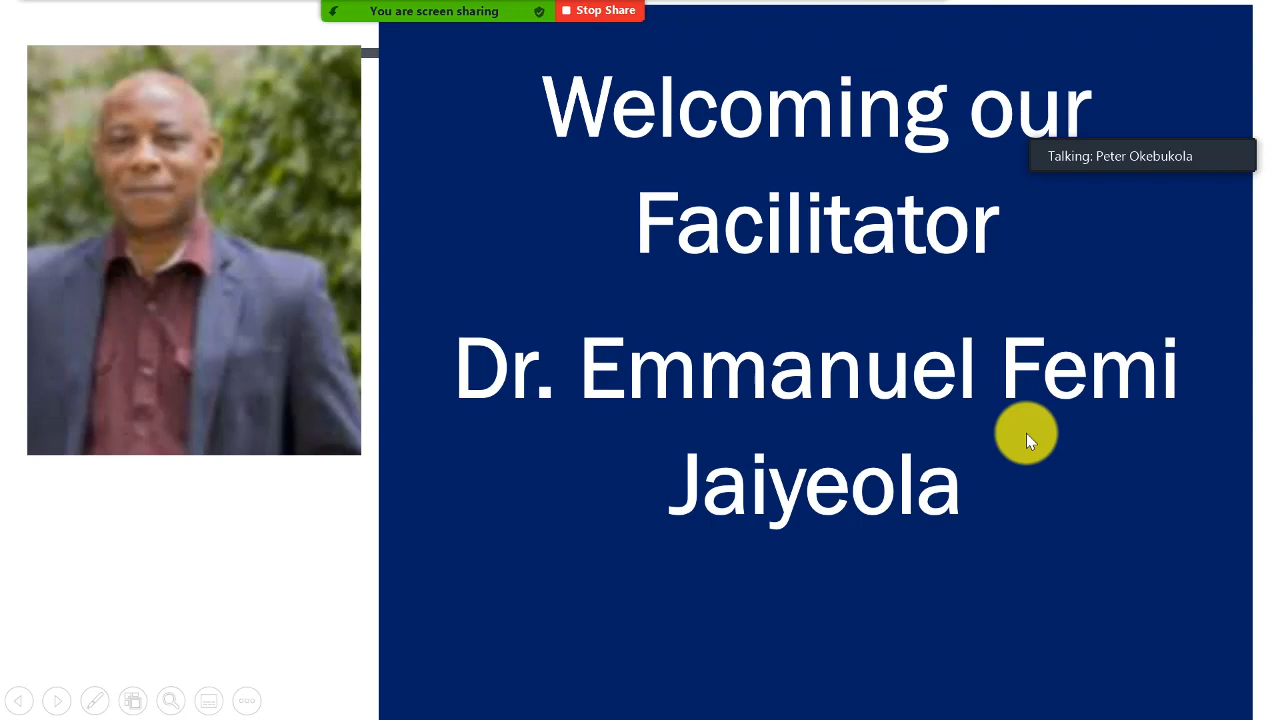 You are screen sharing
Stop Share
Welcoming our
Talking: Peter Okebukola
Facilitator
Dr. Emmanuel Femi
Jaiyeola